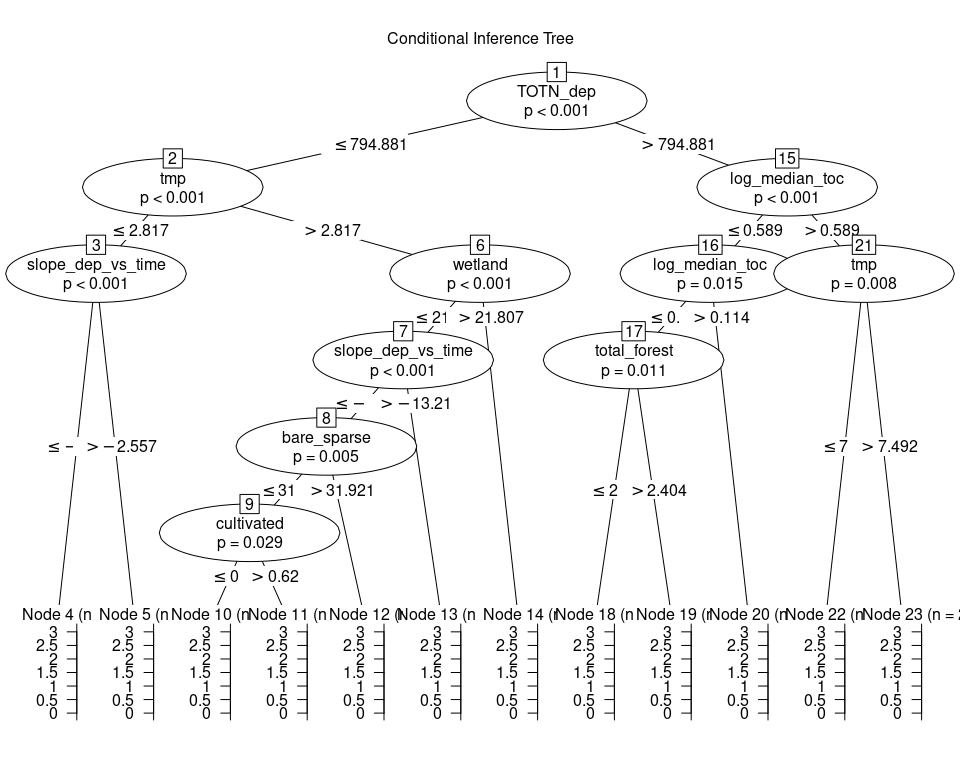 Conditional Inference Tree
1
TOTN_dep
p < 0.001
≤ 794.881
> 794.881
2
tmp
p < 0.001
15
log_median_toc
p < 0.001
≤ 2.817
> 2.817
≤ 0.589
> 0.589
3
slope_dep_vs_time
p < 0.001
6
wetland
p < 0.001
16
log_median_toc
p = 0.015
21
tmp
p = 0.008
≤ 21
> 21.807
≤ 0.
> 0.114
7
slope_dep_vs_time
p < 0.001
17
total_forest
p = 0.011
≤ −
> −13.21
8
bare_sparse
p = 0.005
≤ −
> −2.557
≤ 7
> 7.492
≤ 31
> 31.921
≤ 2
> 2.404
9
cultivated
p = 0.029
≤ 0
> 0.62
Node 4 (n
Node 5 (n
Node 10 (n
Node 11 (n
Node 12 (
Node 13 (n
Node 14 (n
Node 18 (n
Node 19 (n
Node 20 (n
Node 22 (n
Node 23 (n = 2
3 3 3 3 3 3 3 3 3 3 3 3
2.5 2.5 2.5 2.5 2.5 2.5 2.5 2.5 2.5 2.5 2.5 2.5
2 2 2 2 2 2 2 2 2 2 2 2
1.5 1.5 1.5 1.5 1.5 1.5 1.5 1.5 1.5 1.5 1.5 1.5
1 1 1 1 1 1 1 1 1 1 1 1
0.5 0.5 0.5 0.5 0.5 0.5 0.5 0.5 0.5 0.5 0.5 0.5
0 0 0 0 0 0 0 0 0 0 0 0